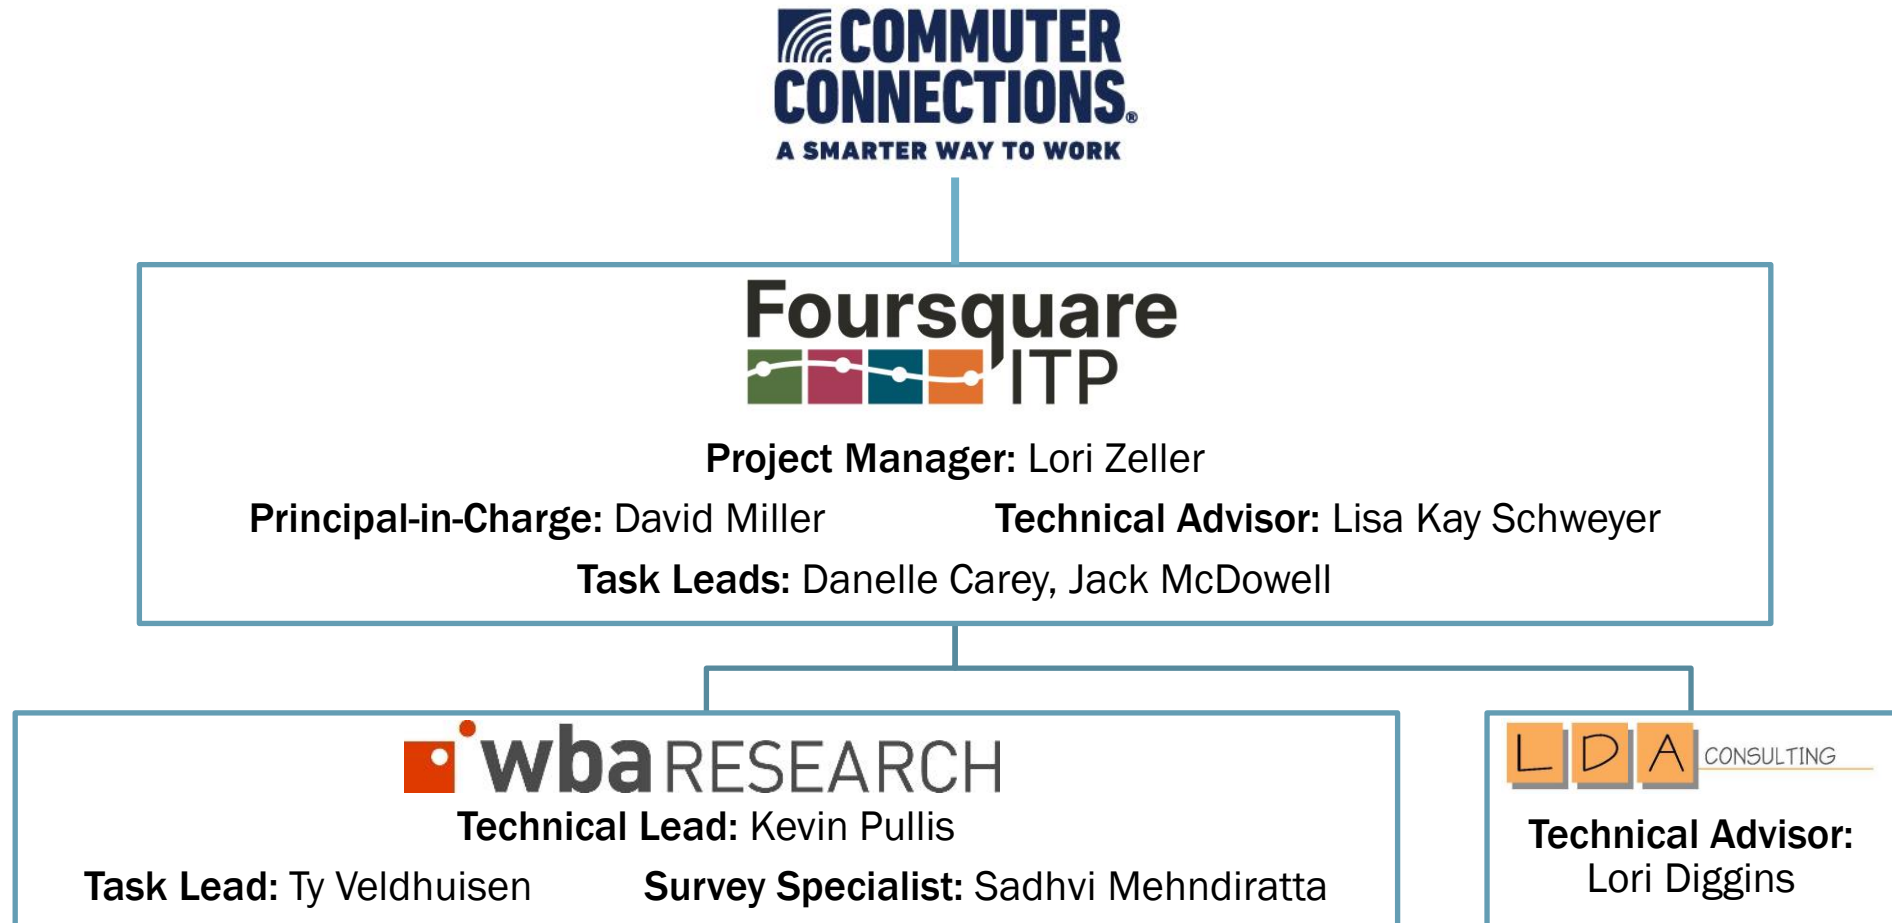 COMMUTER
CONNECTIONS®
A SMARTER WAY TO WORK
Foursquare
ITP
Project Manager: Lori Zeller
Principal-in-Charge: David Miller
Technical Advisor: Lisa Kay Schweyer
Task Leads: Danelle Carey, Jack McDowell
wba RESEARCH
Technical Lead: Kevin Pullis
Task Lead: Ty Veldhuisen
Survey Specialist: Sadhvi Mehndiratta
LDA CONSULTING
Technical Advisor:
Lori Diggins